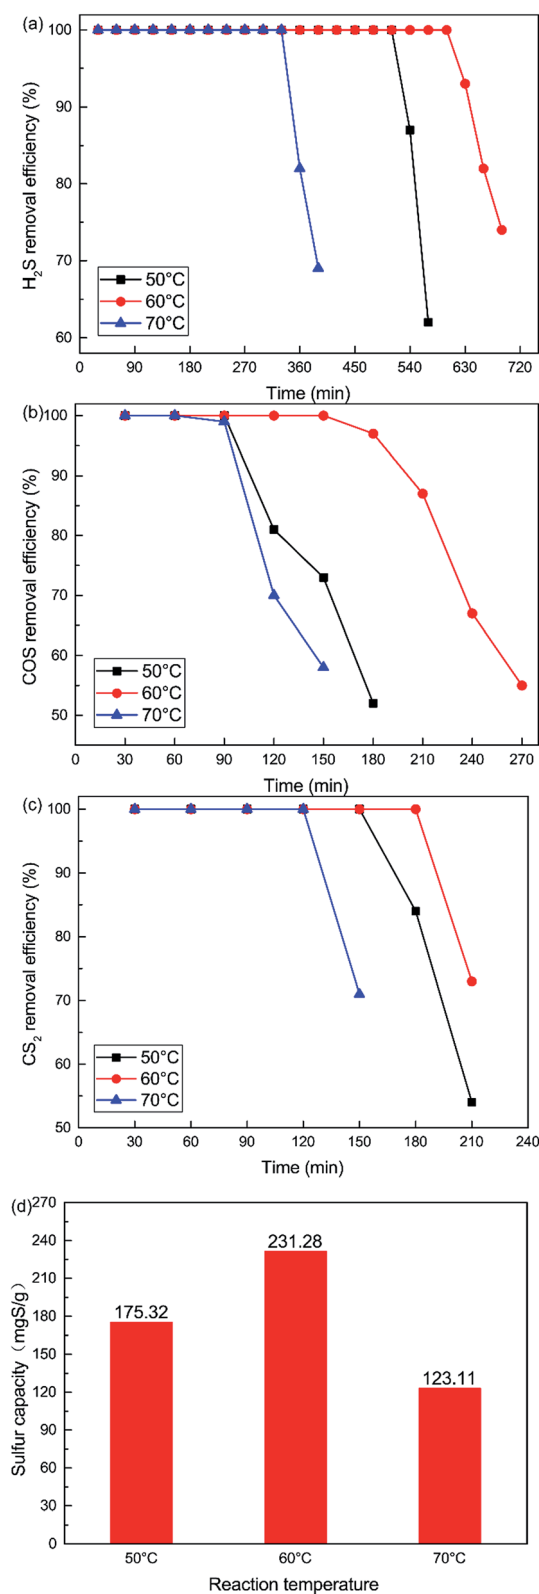 (a)
100
90
80
70
60
H₂S removal efficiency (%)
50°C
60°C
70°C
0 90 180 270 360 450 540 630 720
Time (min)
(b)
100
90
80
70
60
50
COS removal efficiency (%)
50°C
60°C
70°C
0 30 60 90 120 150 180 210 240 270
Time (min)
(c)
100
90
80
70
60
50
CS₂ removal efficiency (%)
50°C
60°C
70°C
0 30 60 90 120 150 180 210 240
Time (min)
(d)
270
240
210
180
150
120
90
60
30
0
Sulfur capacity（mgS/g）
175.32
231.28
123.11
50°C 60°C 70°C
Reaction temperature